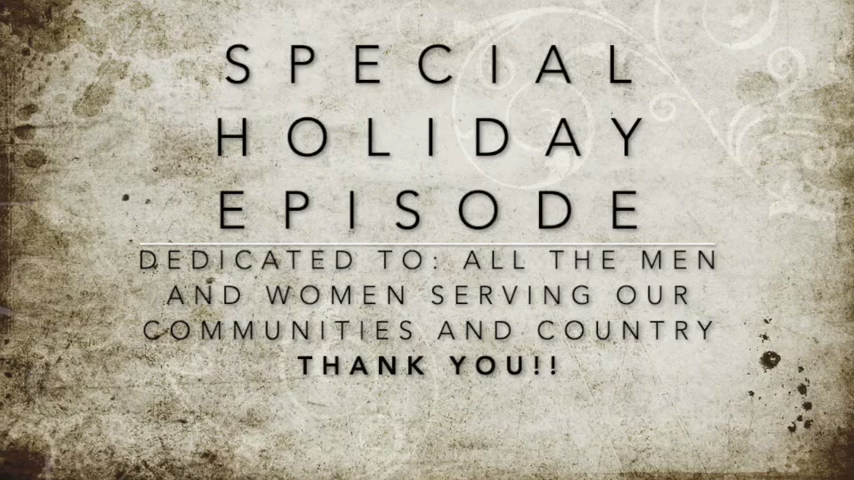 SPECIAL
HOLIDAY
EPISODE
DEDICATED TO: ALL THE MEN
AND WOMEN SERVING OUR
COMMUNITIES AND COUNTRY
THANK YOU!!